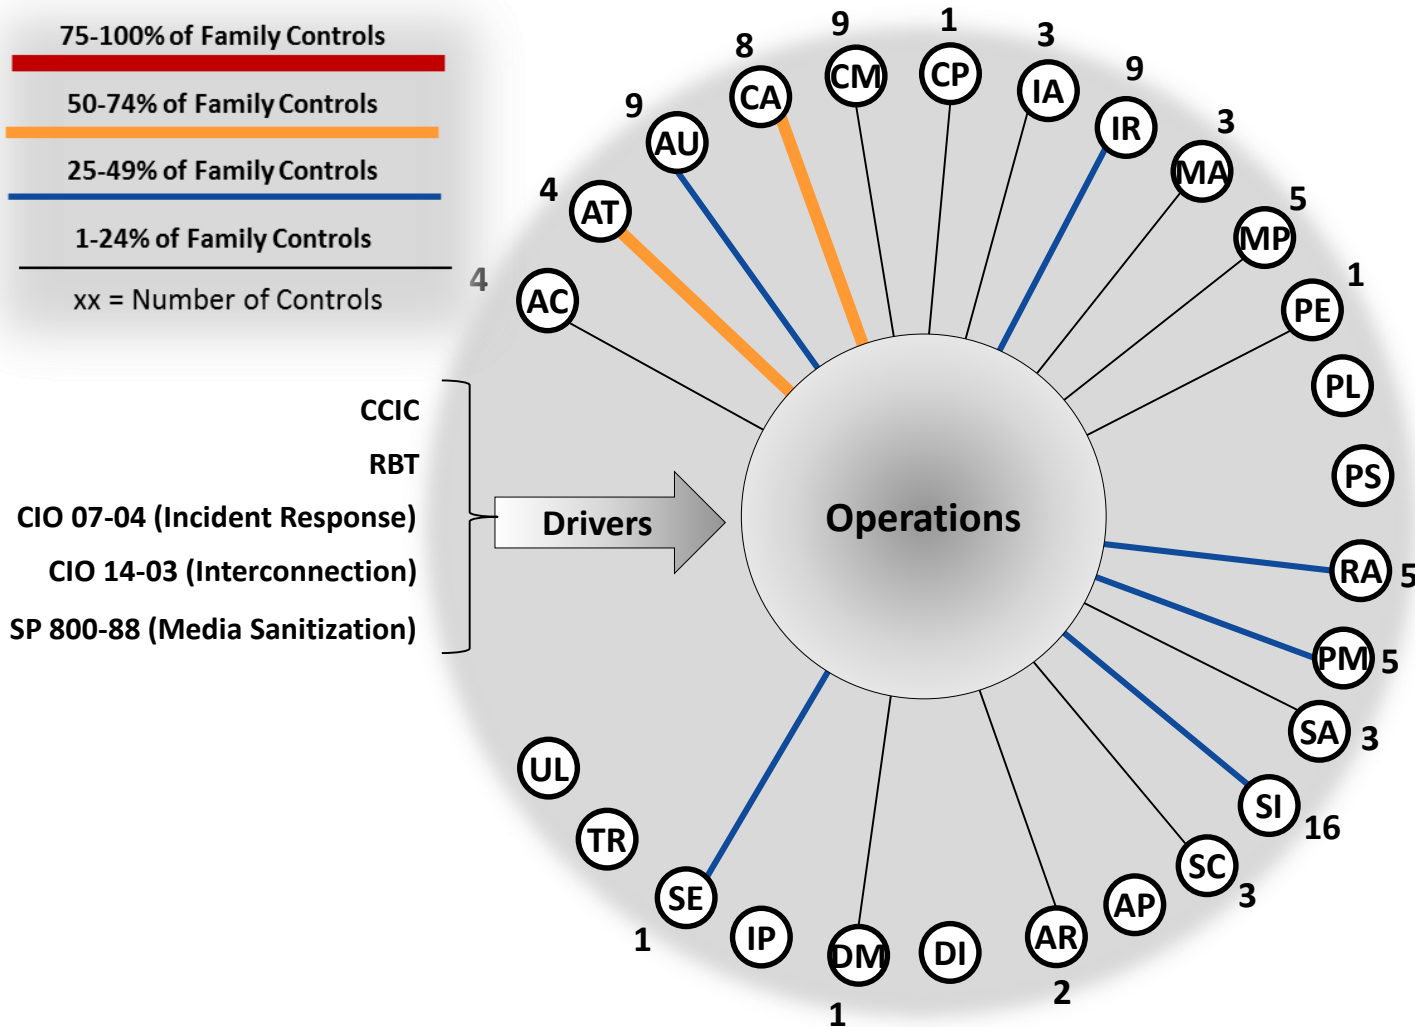 75-100% of Family Controls
50-74% of Family Controls
25-49% of Family Controls
1-24% of Family Controls
xx = Number of Controls
CCIC
RBT
CIO 07-04 (Incident Response)
CIO 14-03 (Interconnection)
SP 800-88 (Media Sanitization)
Drivers
Operations
4
AC
4
AT
9
AU
8
CA
9
CM
1
CP
3
IA
9
IR
3
MA
5
MP
1
PE
PL
PS
RA 5
PM 5
SA 3
SI
16
SC
3
AP
AR
2
DI
DM
1
IP
SE
1
TR
UL